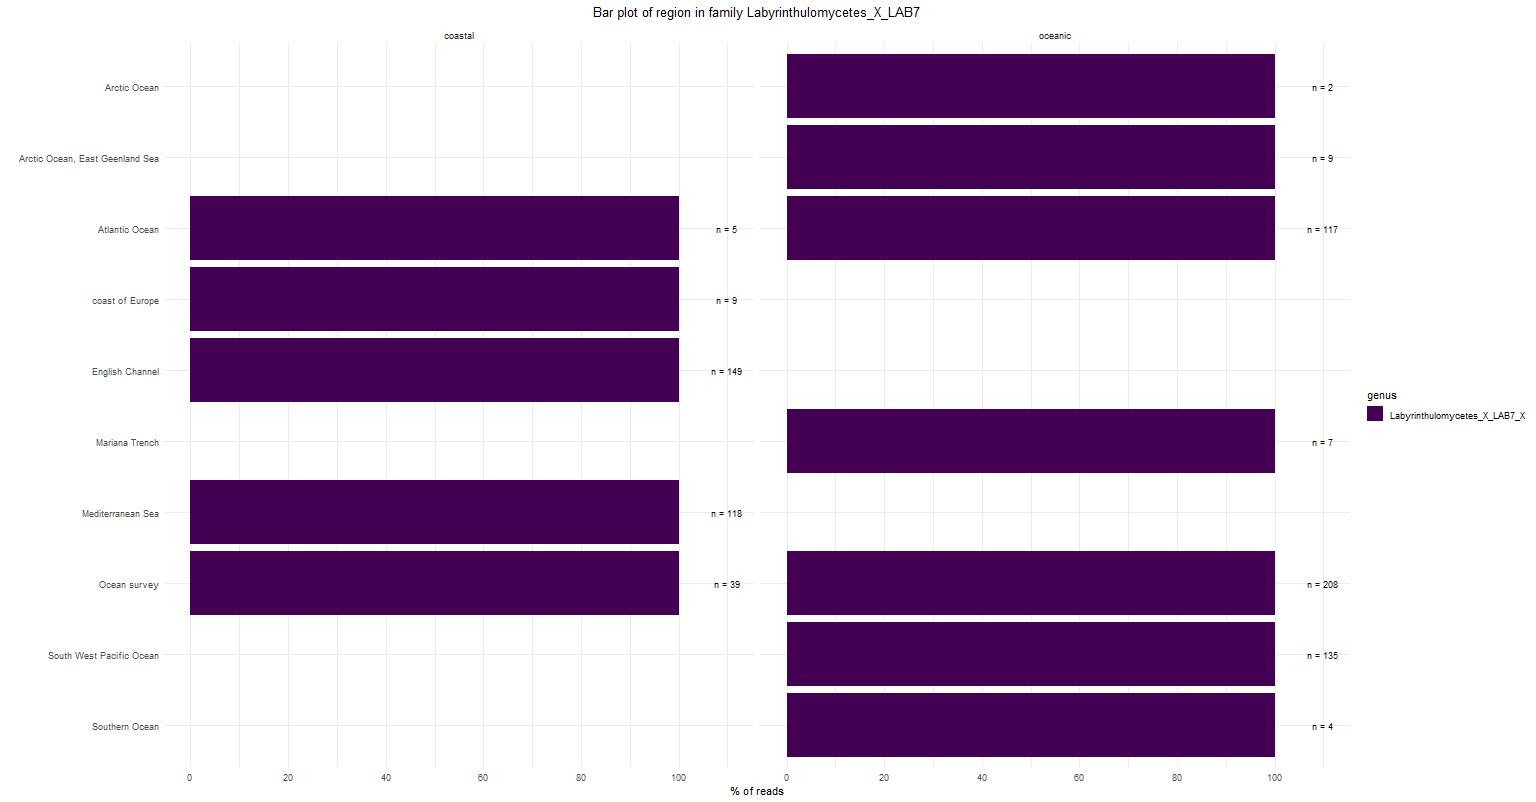 Bar plot of region in family Labyrinthulomycetes_X_LAB7
coastal
oceanic
Arctic Ocean
n = 2
Arctic Ocean, East Geenland Sea
n = 9
Atlantic Ocean
n = 5
n = 117
coast of Europe
n = 9
English Channel
n = 149
Mariana Trench
n = 7
Mediterranean Sea
n = 118
Ocean survey
n = 39
n = 208
South West Pacific Ocean
n = 135
Southern Ocean
n = 4
0 20 40 60 80 100
0 20 40 60 80 100
% of reads
genus
Labyrinthulomycetes_X_LAB7_X